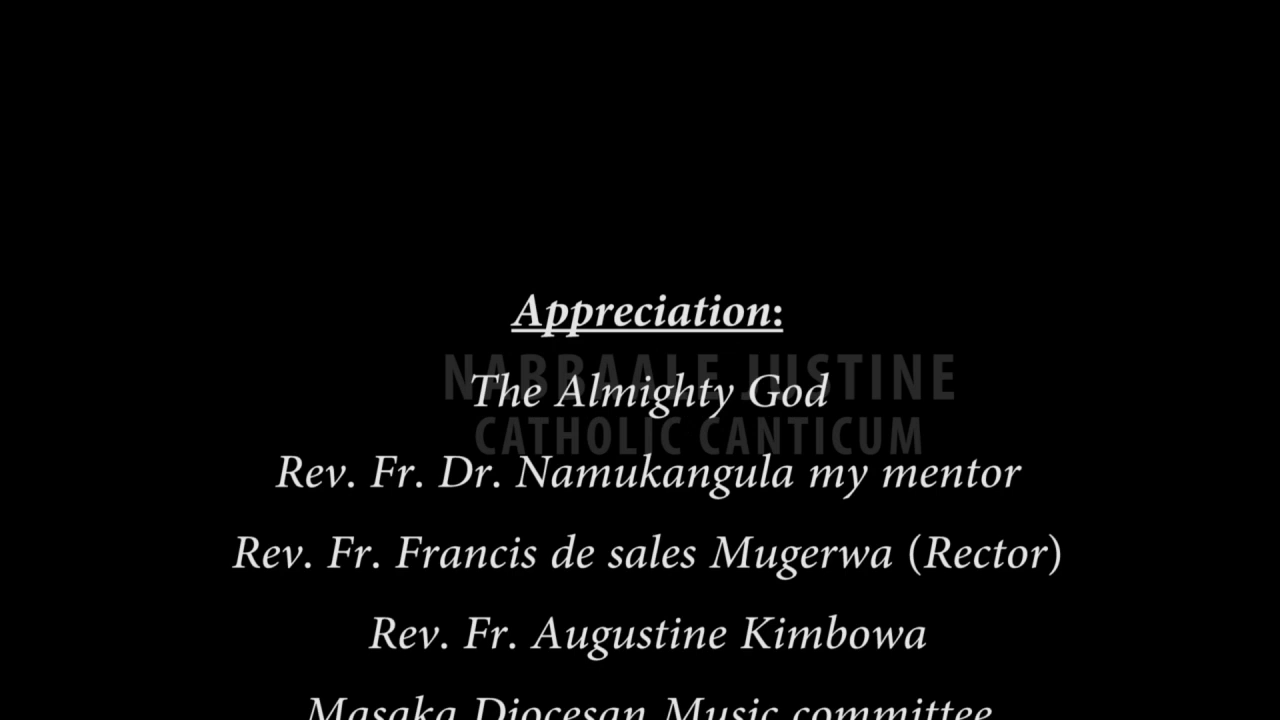 Appreciation:
NABBAALE JUSTINE
The Almighty God
CATHOLIC CANTICUM
Rev. Fr. Dr. Namukangula my mentor
Rev. Fr. Francis de sales Mugerwa (Rector)
Rev. Fr. Augustine Kimbowa
Masaka Diocesan Music committee